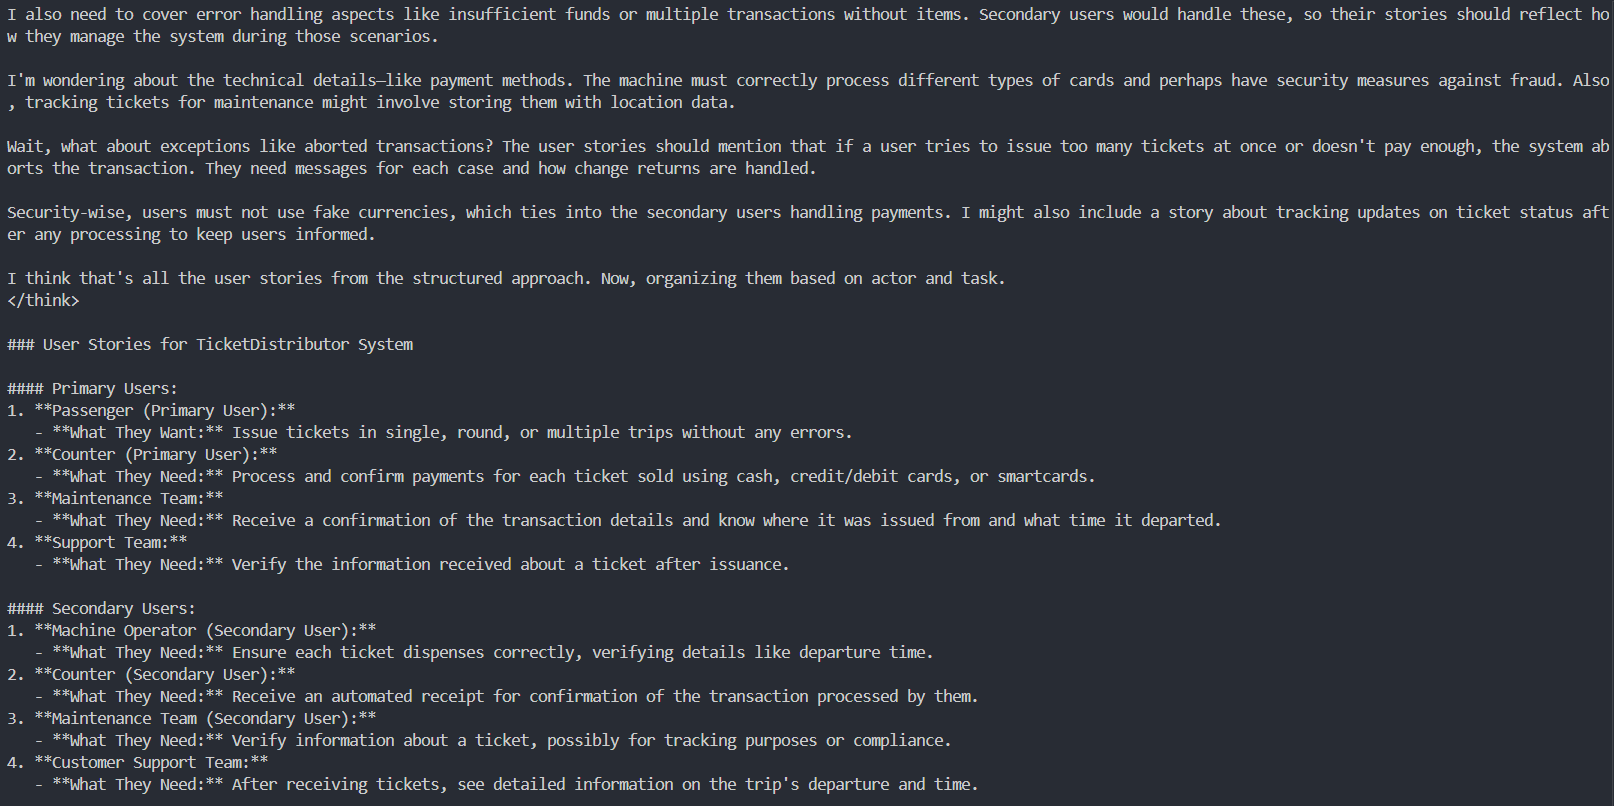 I also need to cover error handling aspects like insufficient funds or multiple transactions without items. Secondary users would handle these, so their stories should reflect ho
w they manage the system during those scenarios.

I'm wondering about the technical details—like payment methods. The machine must correctly process different types of cards and perhaps have security measures against fraud. Also
, tracking tickets for maintenance might involve storing them with location data.

Wait, what about exceptions like aborted transactions? The user stories should mention that if a user tries to issue too many tickets at once or doesn't pay enough, the system ab
orts the transaction. They need messages for each case and how change returns are handled.

Security-wise, users must not use fake currencies, which ties into the secondary users handling payments. I might also include a story about tracking updates on ticket status aft
er any processing to keep users informed.

I think that's all the user stories from the structured approach. Now, organizing them based on actor and task.
</think>

### User Stories for TicketDistributor System

#### Primary Users:
1. **Passenger (Primary User):**
   - **What They Want:** Issue tickets in single, round, or multiple trips without any errors.
2. **Counter (Primary User):**
   - **What They Need:** Process and confirm payments for each ticket sold using cash, credit/debit cards, or smartcards.
3. **Maintenance Team:**
   - **What They Need:** Receive a confirmation of the transaction details and know where it was issued from and what time it departed.
4. **Support Team:**
   - **What They Need:** Verify the information received about a ticket after issuance.

#### Secondary Users:
1. **Machine Operator (Secondary User):**
   - **What They Need:** Ensure each ticket dispenses correctly, verifying details like departure time.
2. **Counter (Secondary User):**
   - **What They Need:** Receive an automated receipt for confirmation of the transaction processed by them.
3. **Maintenance Team (Secondary User):**
   - **What They Need:** Verify information about a ticket, possibly for tracking purposes or compliance.
4. **Customer Support Team:**
   - **What They Need:** After receiving tickets, see detailed information on the trip's departure and time.